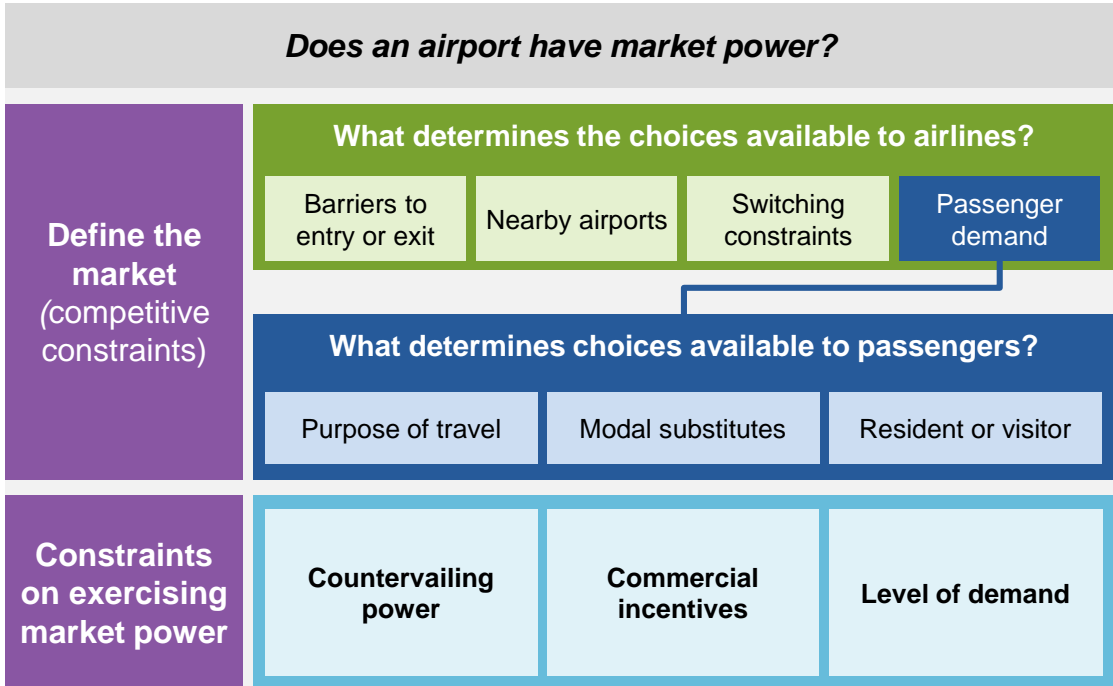 Does an airport have market power?
Define the
market
(competitive
constraints)
What determines the choices available to airlines?
Barriers to
entry or exit
Nearby airports
Switching
constraints
Passenger
demand
What determines choices available to passengers?
Purpose of travel
Modal substitutes
Resident or visitor
Constraints
on exercising
market power
Countervailing
power
Commercial
incentives
Level of demand